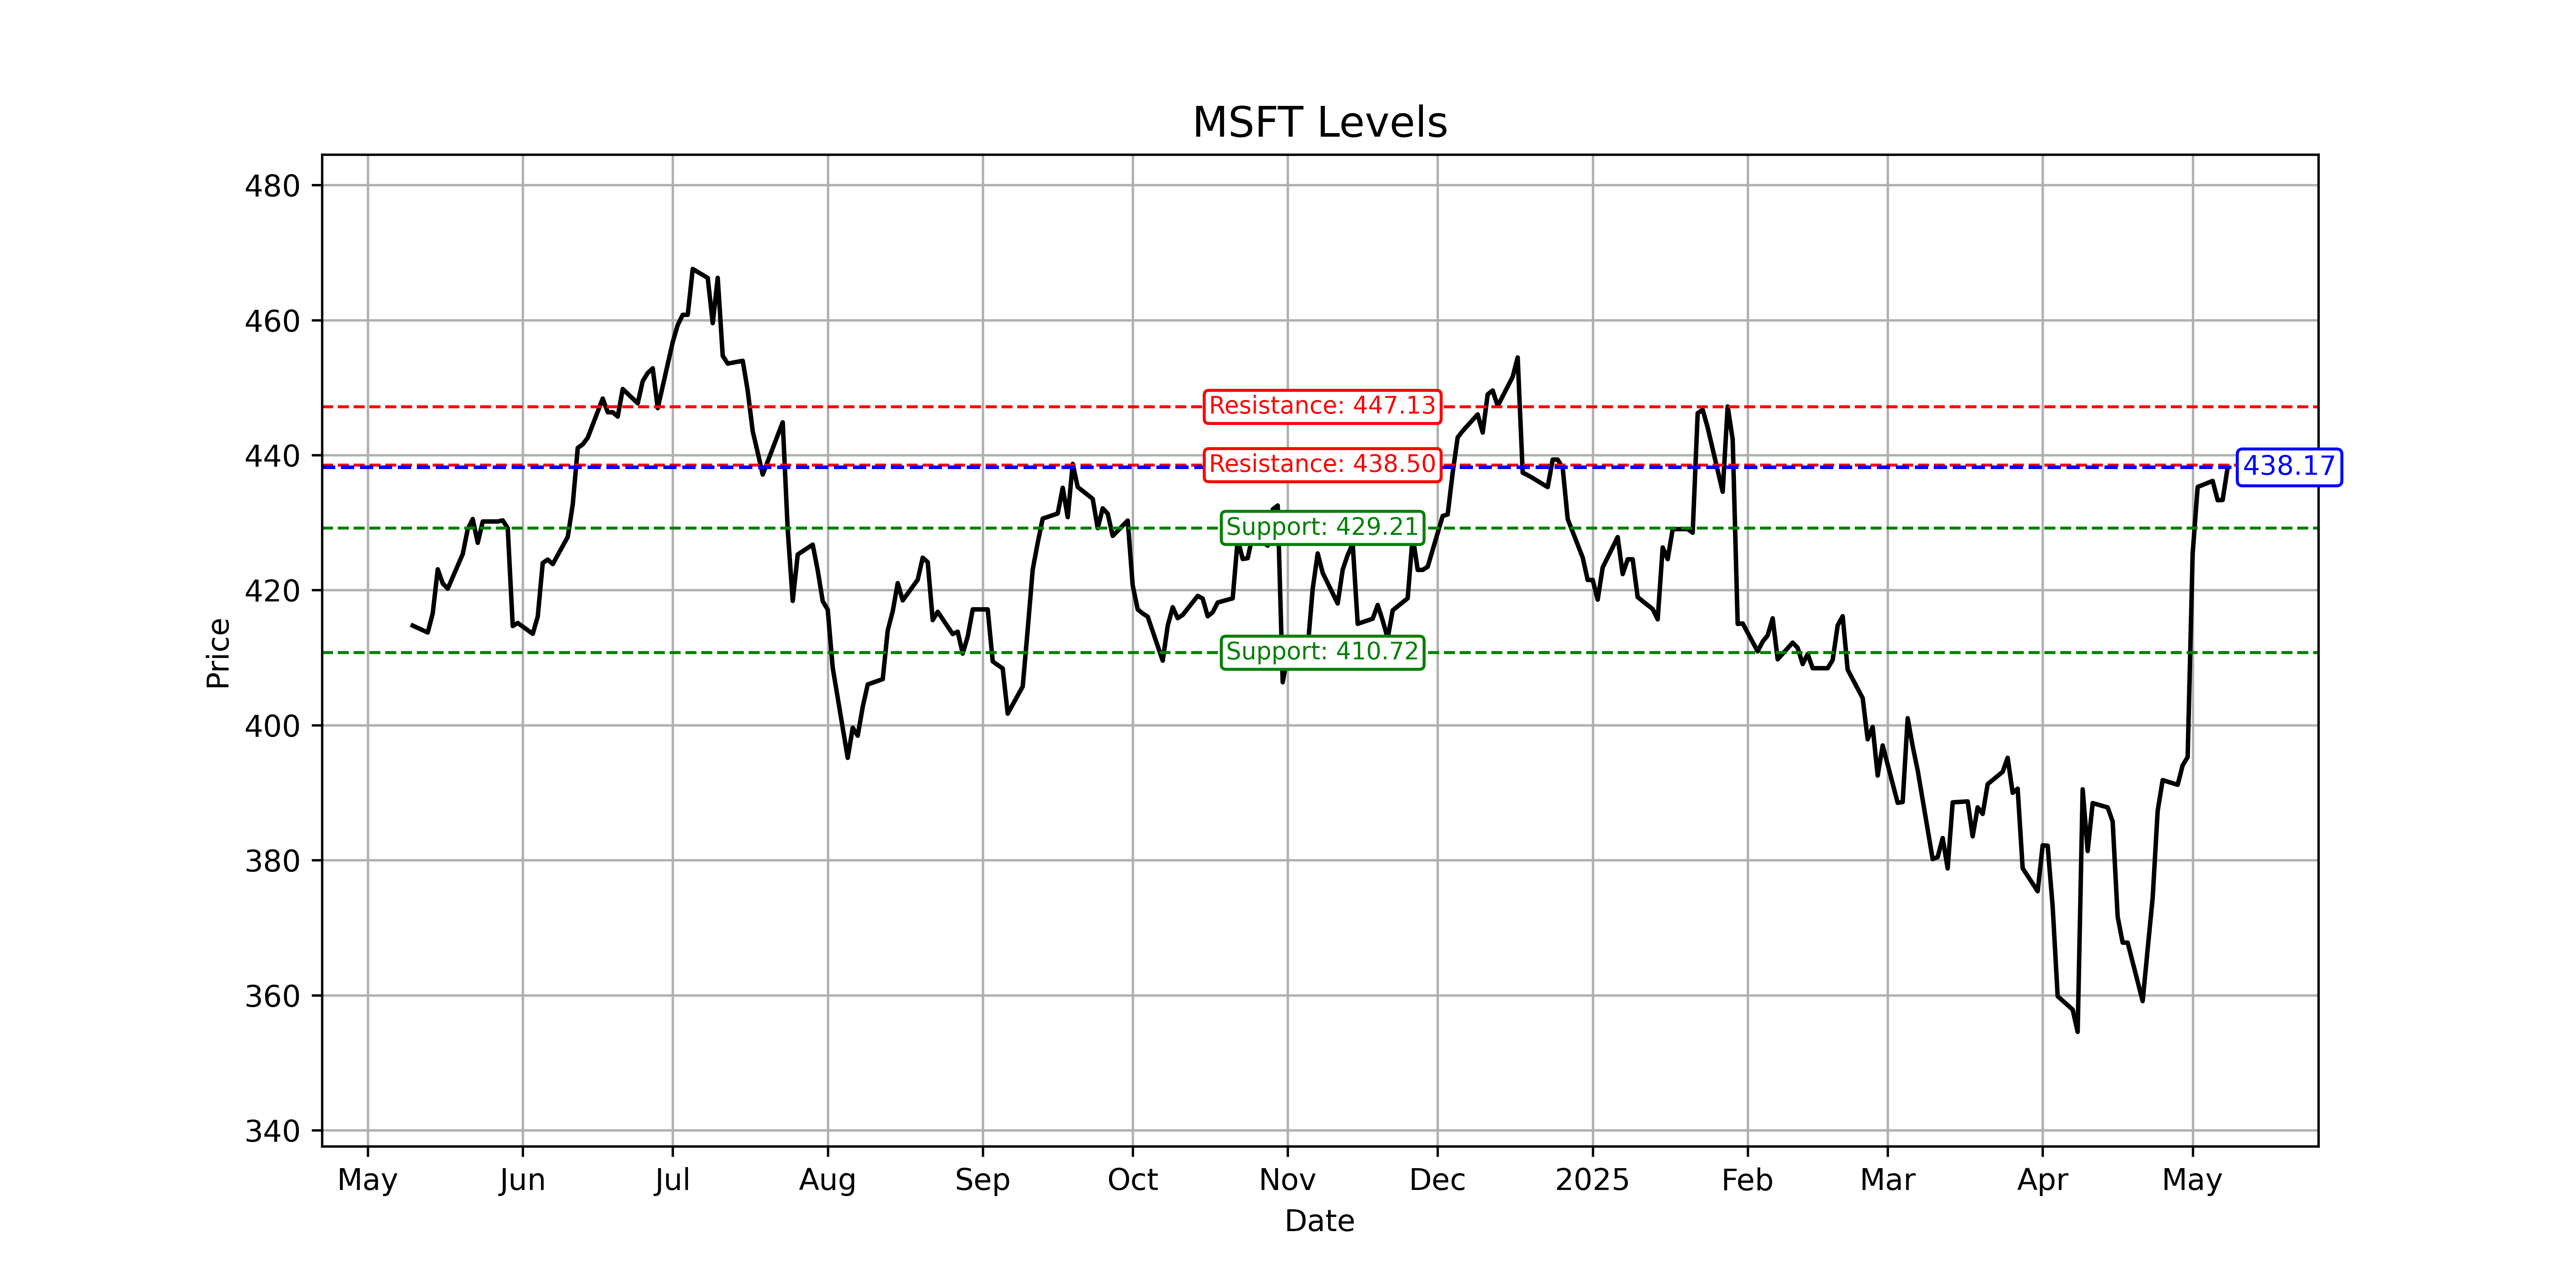 MSFT Levels
480
460
440
420
400
380
360
340
Price
Resistance: 447.13
Resistance: 438.50
438.17
Support: 429.21
Support: 410.72
May Jun Jul Aug Sep Oct Nov Dec 2025 Feb Mar Apr May
Date